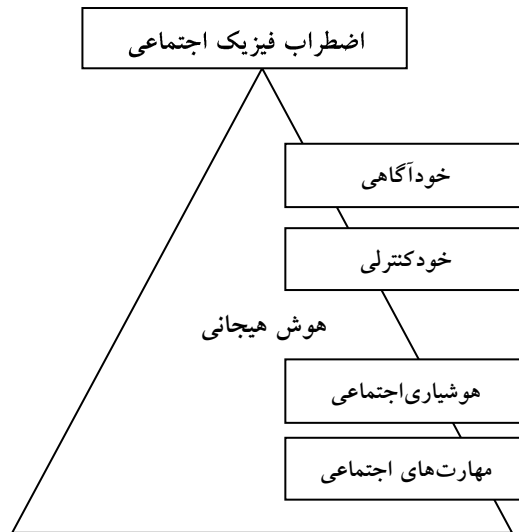 اضطراب فیزیک اجتماعی
خودآگاهی
خودکنترلی
هوش هیجانی
هوشیاری‌اجتماعی
مهارت‌های اجتماعی